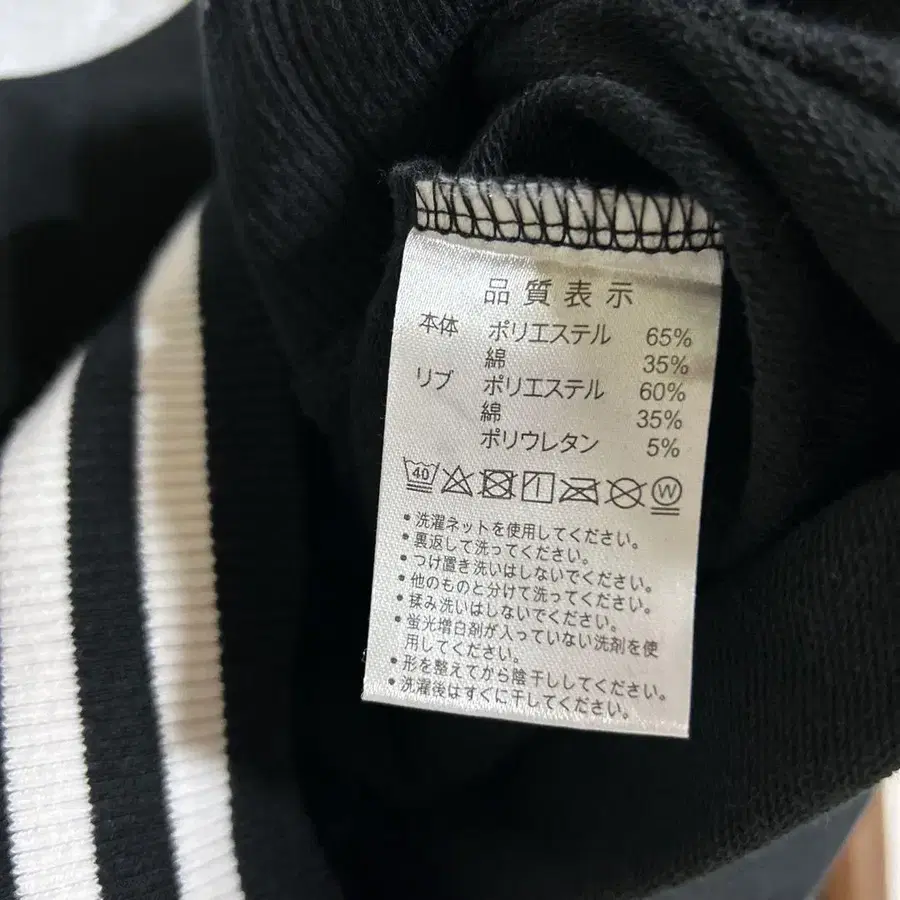 品質表示
本体 ポリエステル 65%
綿 35%
リブ ポリエステル 60%
綿 35%
ポリウレタン 5%
40 W
・洗濯ネットを使用してください。
・裏返して洗ってください。
・つけ置き洗いはしないでください。
・他のものと分けて洗ってください。
・揉み洗いはしないでください。
・蛍光増白剤が入っていない洗剤を使
用してください。
・形を整えてから陰干ししてください。
・洗濯後はすぐに干してください。